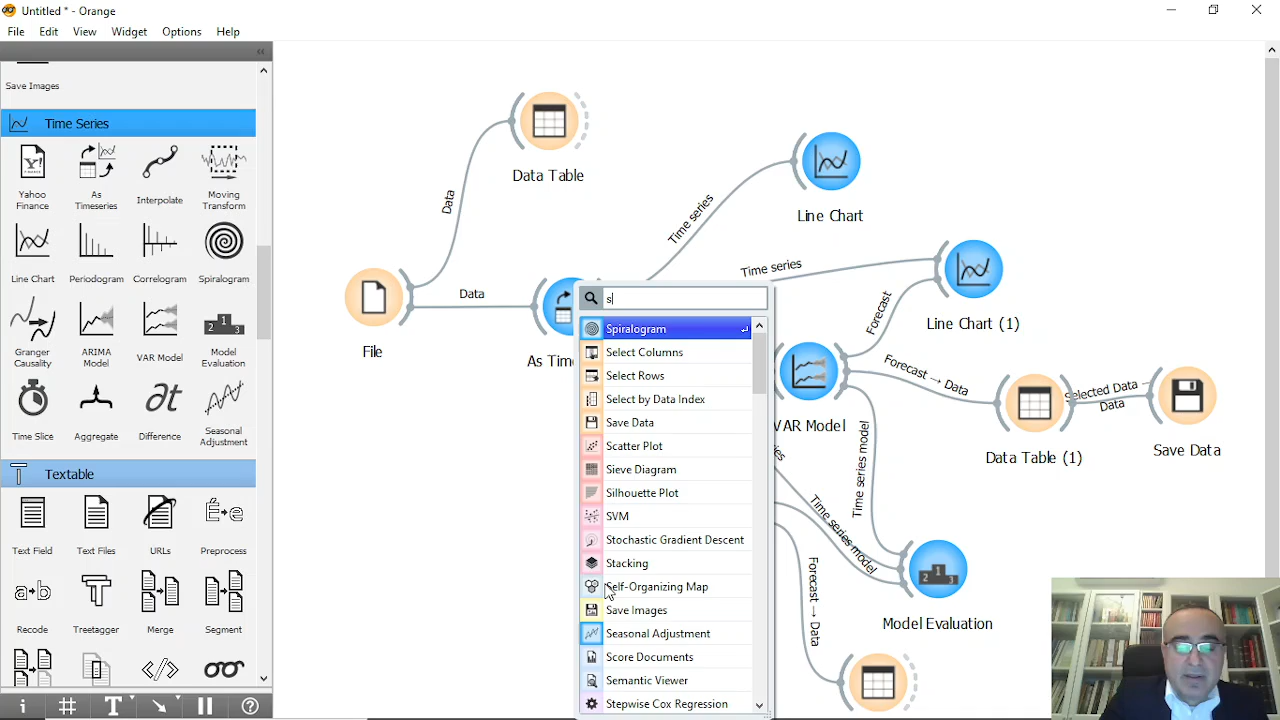 Untitled * - Orange
File Edit View Widget Options Help
Save Images
Time Series
Yahoo Finance
As Timeseries
Interpolate
Moving Transform
Line Chart
Periodogram
Correlogram
Spiralogram
Granger Causality
ARIMA Model
VAR Model
Model Evaluation
Time Slice
Aggregate
Difference
Seasonal Adjustment
Textable
Text Field
Text Files
URLs
Preprocess
Recode
Treetagger
Merge
Segment
Data Table
Data
Data
File
As Tim
Time series
Line Chart
Time series
Line Chart (1)
Forecast
VAR Model
Forecast → Data
Data Table (1)
Selected Data →
Data
Save Data
Time series model
Time series model
Forecast → Data
Model Evaluation
s
Spiralogram
Select Columns
Select Rows
Select by Data Index
Save Data
Scatter Plot
Sieve Diagram
Silhouette Plot
SVM
Stochastic Gradient Descent
Stacking
Self-Organizing Map
Save Images
Seasonal Adjustment
Score Documents
Semantic Viewer
Stepwise Cox Regression